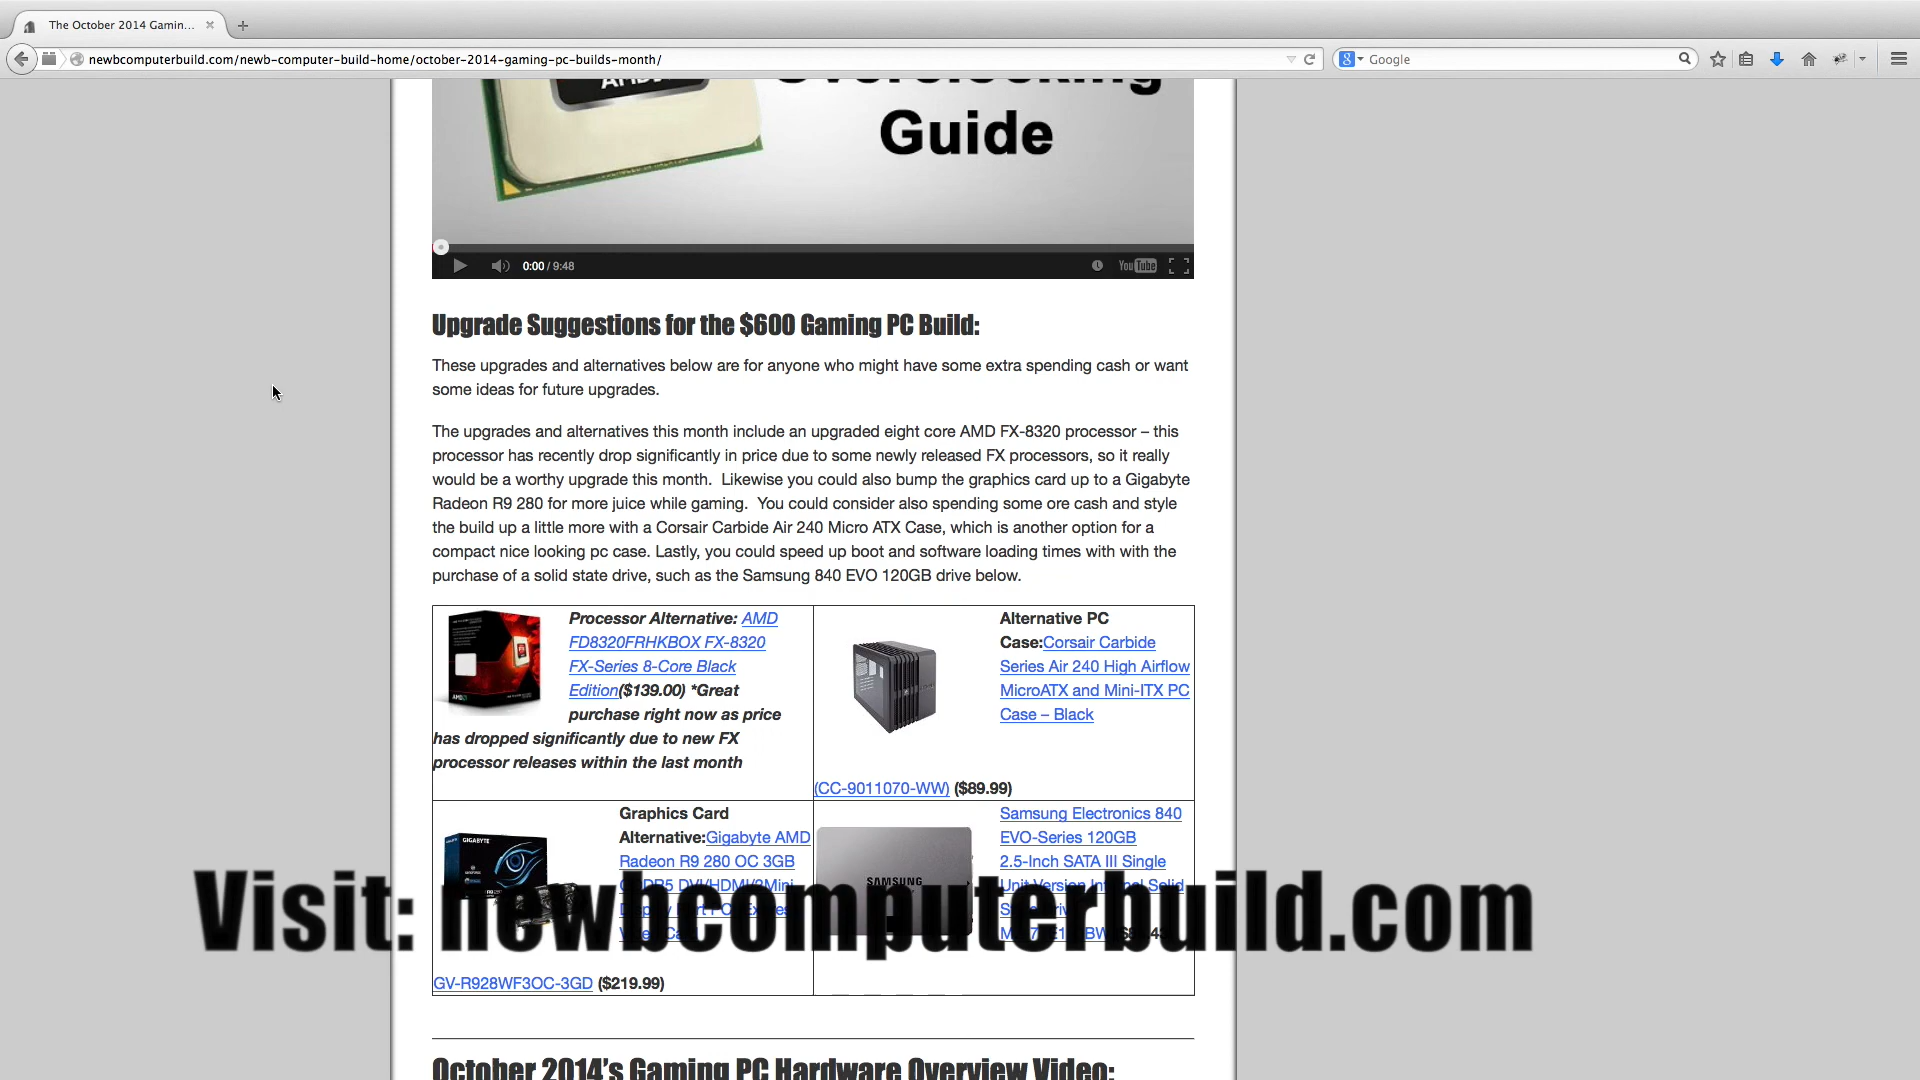 The October 2014 Gamin...
newbcomputerbuild.com/newb-computer-build-home/october-2014-gaming-pc-builds-month/
Google
Guide
0:00 / 9:48
YouTube
Upgrade Suggestions for the $600 Gaming PC Build:
These upgrades and alternatives below are for anyone who might have some extra spending cash or want
some ideas for future upgrades.
The upgrades and alternatives this month include an upgraded eight core AMD FX-8320 processor – this
processor has recently drop significantly in price due to some newly released FX processors, so it really
would be a worthy upgrade this month.  Likewise you could also bump the graphics card up to a Gigabyte
Radeon R9 280 for more juice while gaming.  You could consider also spending some ore cash and style
the build up a little more with a Corsair Carbide Air 240 Micro ATX Case, which is another option for a
compact nice looking pc case. Lastly, you could speed up boot and software loading times with with the
purchase of a solid state drive, such as the Samsung 840 EVO 120GB drive below.
Processor Alternative: AMD
FD8320FRHKBOX FX-8320
FX-Series 8-Core Black
Edition($139.00) *Great
purchase right now as price
has dropped significantly due to new FX
processor releases within the last month
Alternative PC
Case:Corsair Carbide
Series Air 240 High Airflow
MicroATX and Mini-ITX PC
Case – Black
(CC-9011070-WW) ($89.99)
GIGABYTE
Graphics Card
Alternative:Gigabyte AMD
Radeon R9 280 OC 3GB
GV-R928WF3OC-3GD ($219.99)
SAMSUNG
Samsung Electronics 840
EVO-Series 120GB
2.5-Inch SATA III Single
Visit: newbcomputerbuild.com
October 2014's Gaming PC Hardware Overview Video: